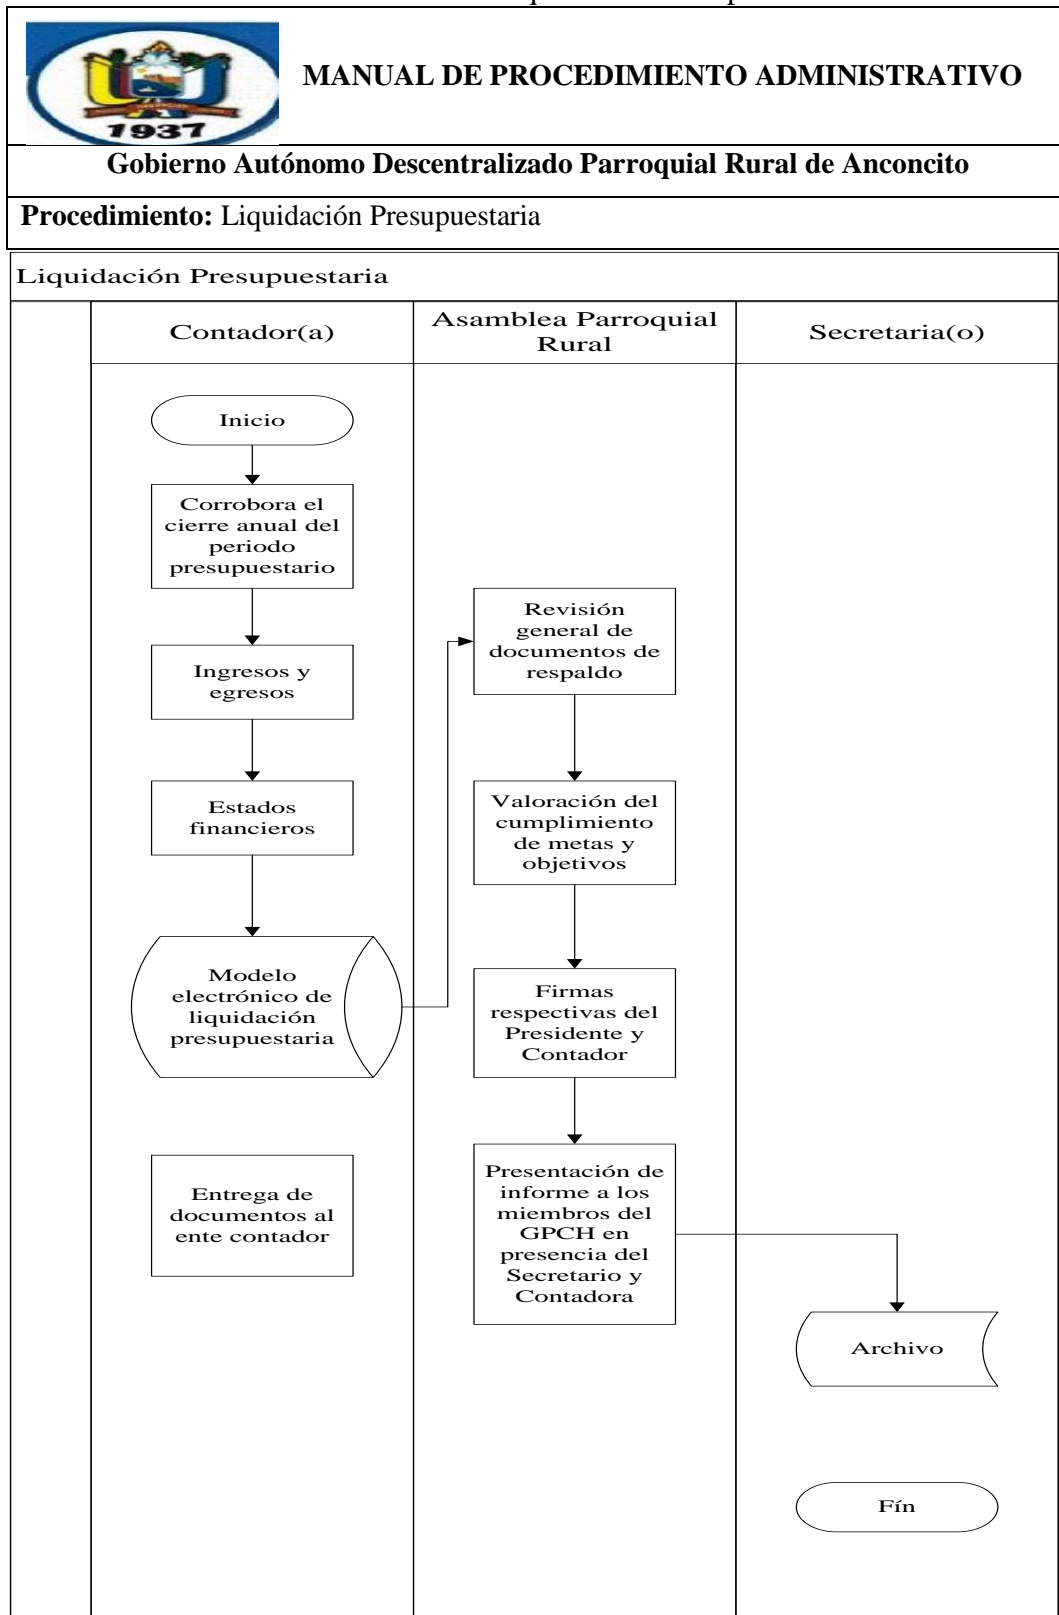 1937
MANUAL DE PROCEDIMIENTO ADMINISTRATIVO
Gobierno Autónomo Descentralizado Parroquial Rural de Anconcito
Procedimiento: Liquidación Presupuestaria
Liquidación Presupuestaria
Contador(a)
Asamblea Parroquial
Rural
Secretaria(o)
Inicio
Corrobora el
cierre anual del
periodo
presupuestario
Ingresos y
egresos
Estados
financieros
Modelo
electrónico de
liquidación
presupuestaria
Entrega de
documentos al
ente contador
Revisión
general de
documentos de
respaldo
Valoración del
cumplimiento
de metas y
objetivos
Firmas
respectivas del
Presidente y
Contador
Presentación de
informe a los
miembros del
GPCH en
presencia del
Secretario y
Contadora
Archivo
Fín